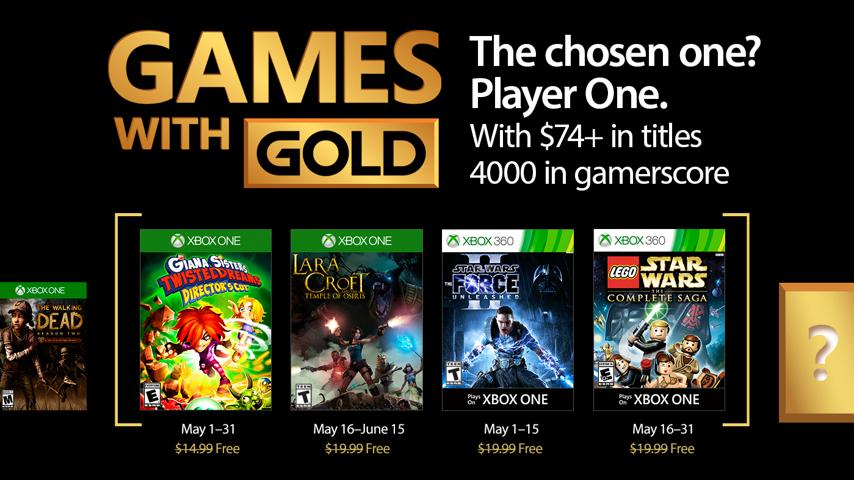 GAMES
WITH GOLD
The chosen one?
Player One.
With $74+ in titles
4000 in gamerscore
XBOX ONE
THE WALKING
DEAD
SEASON TWO
M
XBOX ONE
GIANA SISTERS
TWISTED DREAMS
DIRECTOR'S CUT
E
May 1–31
$14.99 Free
XBOX ONE
LARA
CROFT
TEMPLE OF OSIRIS
T
May 16–June 15
$19.99 Free
XBOX 360
II
STAR WARS
THE FORCE
UNLEASHED
T
Plays On XBOX ONE
May 1–15
$19.99 Free
XBOX 360
LEGO STAR WARS
THE
COMPLETE SAGA
E
Plays On XBOX ONE
May 16–31
$19.99 Free
?